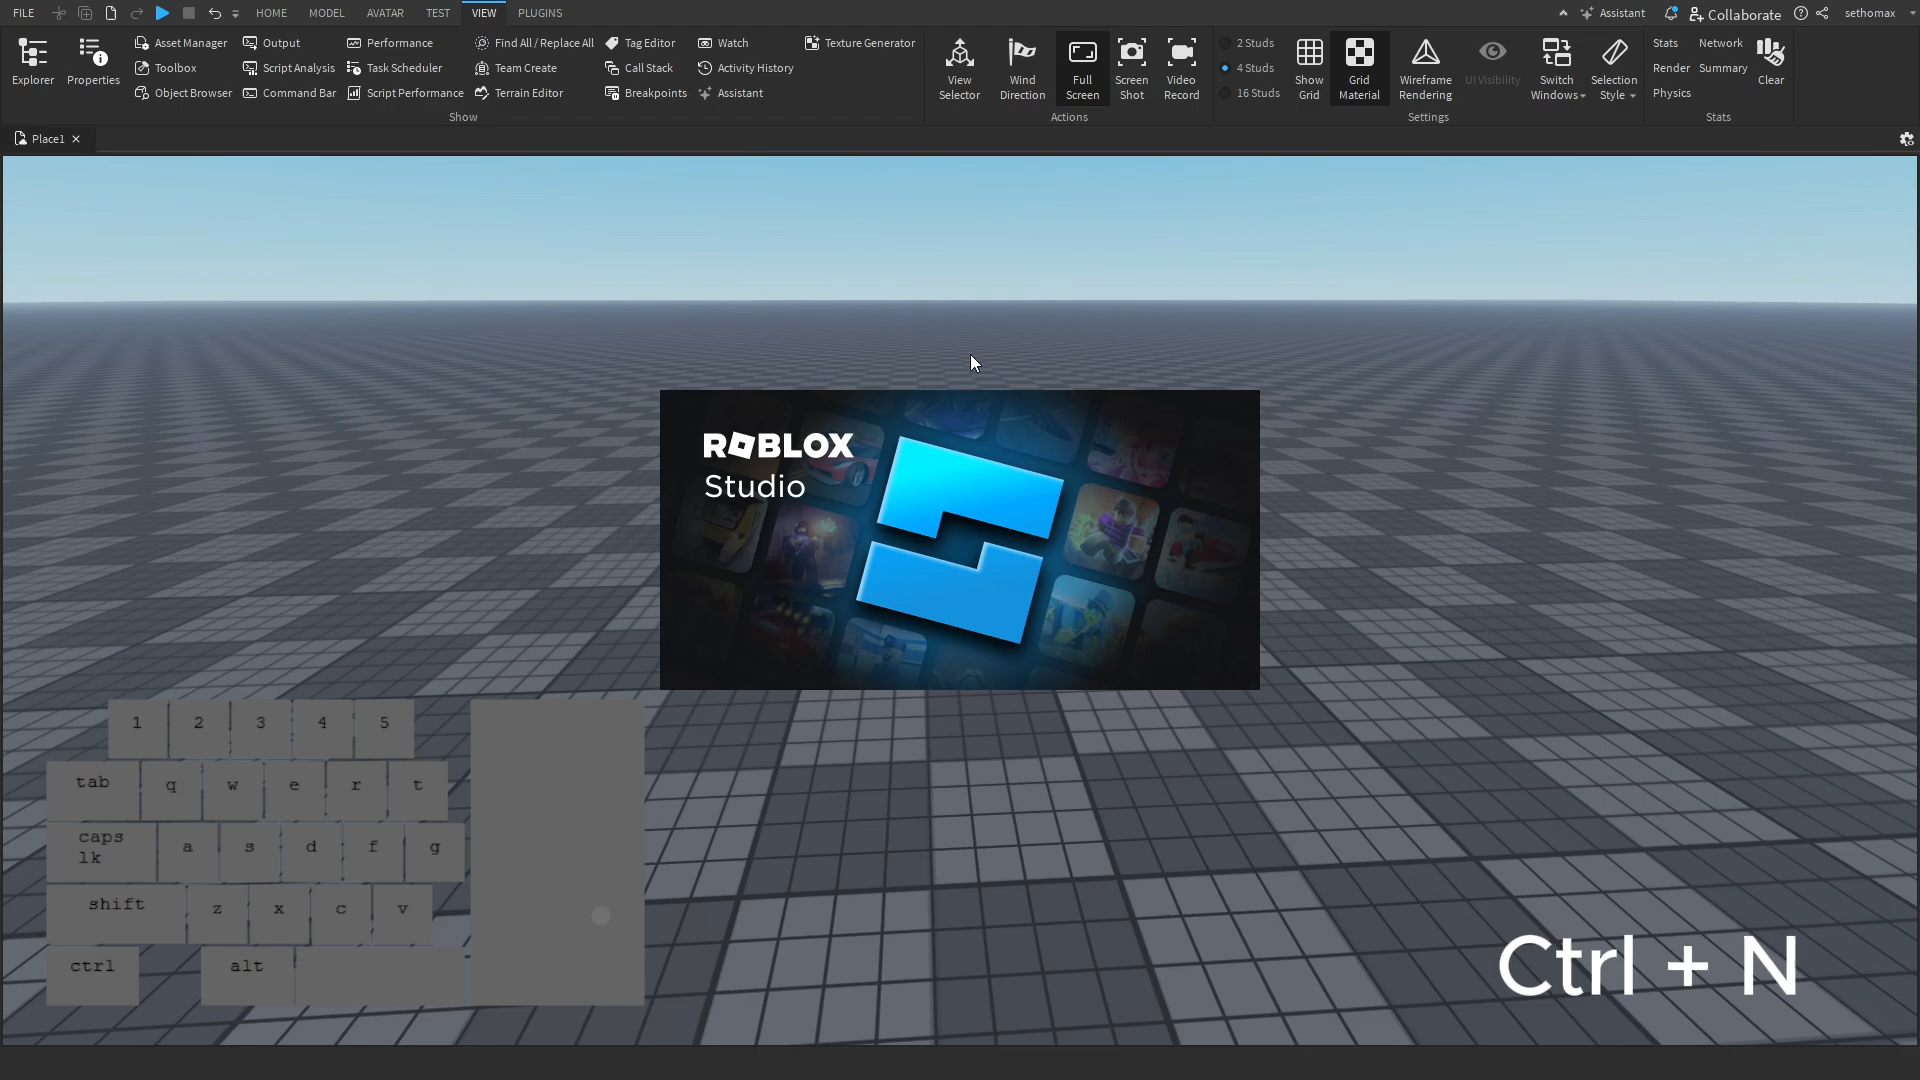 FILE HOME MODEL AVATAR TEST VIEW PLUGINS Assistant Collaborate sethomax
Explorer
Properties
Asset Manager
Toolbox
Object Browser
Output
Script Analysis
Command Bar
Performance
Task Scheduler
Script Performance
Find All / Replace All
Team Create
Terrain Editor
Tag Editor
Call Stack
Breakpoints
Watch
Activity History
Assistant
Texture Generator
Show
View
Selector
Wind
Direction
Full
Screen
Screen
Shot
Video
Record
Actions
2 Studs
4 Studs
16 Studs
Show
Grid
Grid
Material
Wireframe
Rendering
UI Visibility
Switch
Windows
Selection
Style
Settings
Stats
Render
Physics
Network
Summary
Clear
Stats
Place1
ROBLOX
Studio
1 2 3 4 5
tab q w e r t
caps
lk
a s d f g
shift z x c v
ctrl alt
Ctrl + N